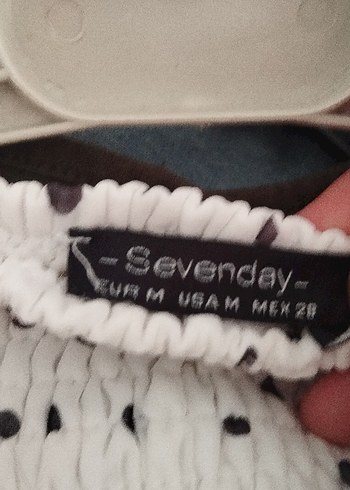 -Sevenday-
EUR M USA M MEX 28